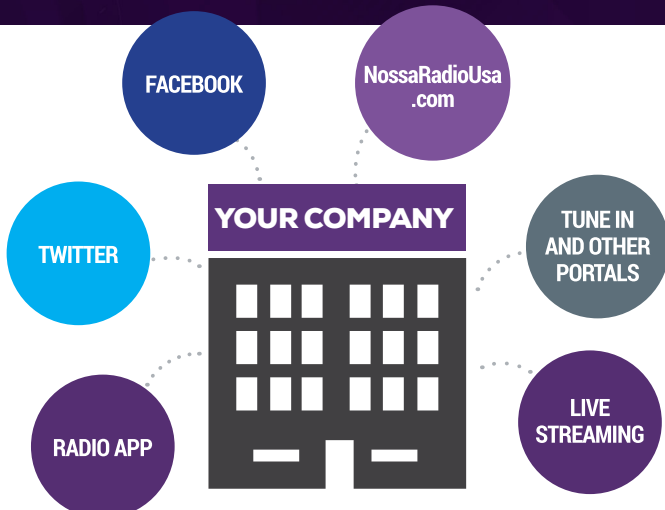 FACEBOOK
NossaRadioUsa
.com
YOUR COMPANY
TWITTER
TUNE IN
AND OTHER
PORTALS
RADIO APP
LIVE
STREAMING